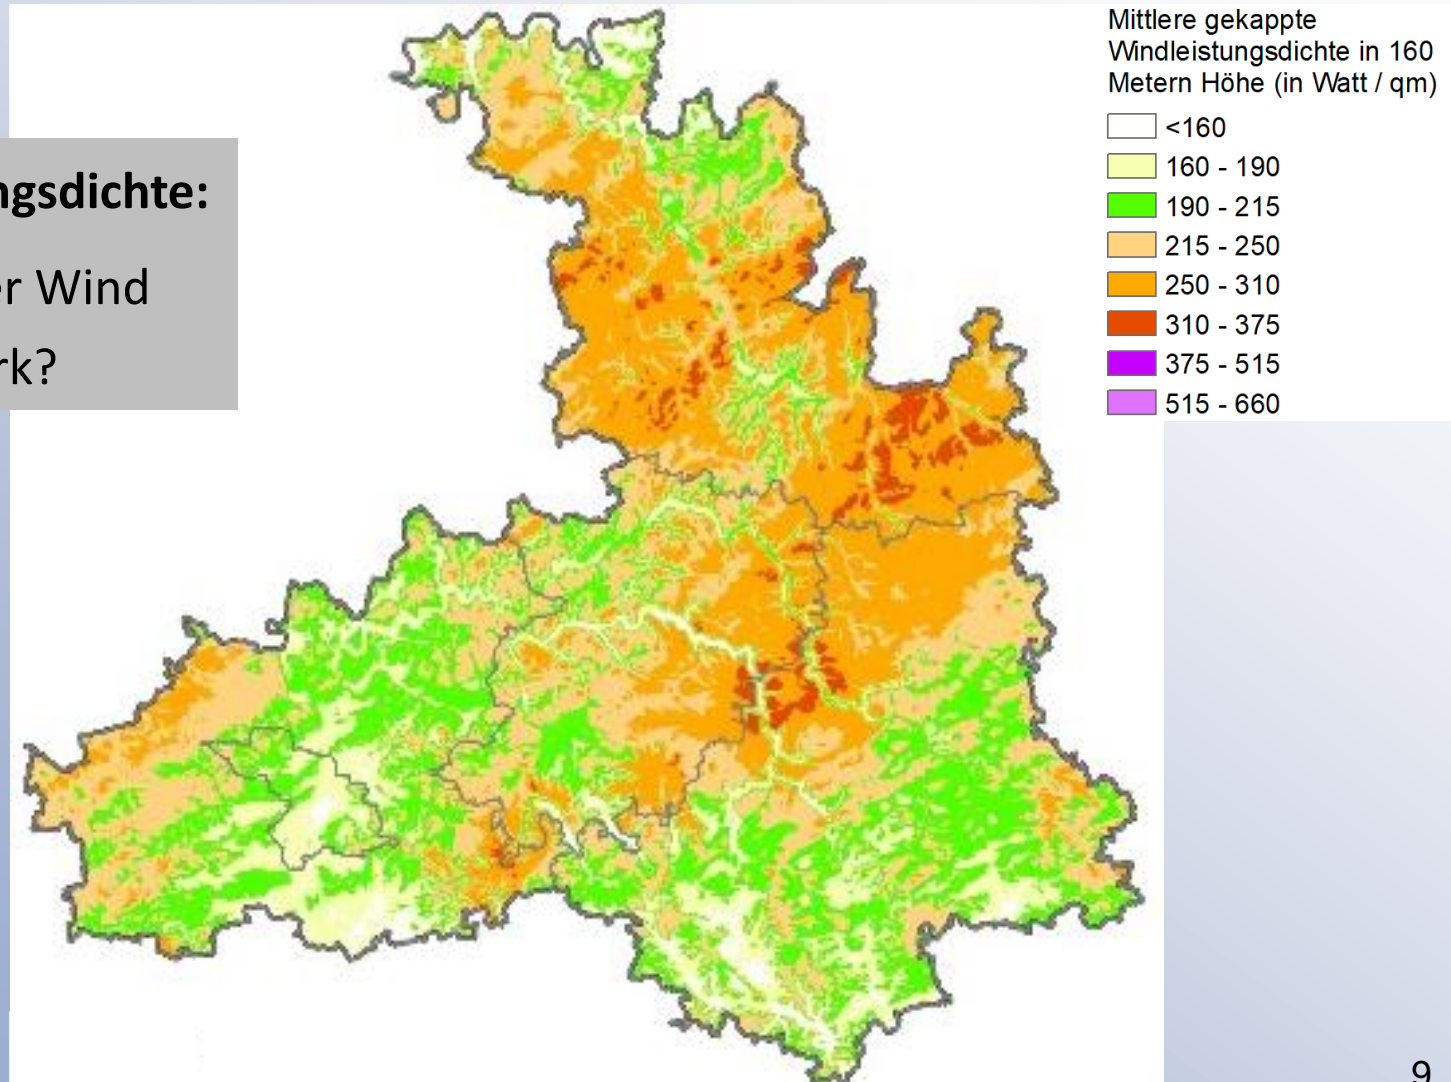 Mittlere gekappte
Windleistungsdichte in 160
Metern Höhe (in Watt / qm)
<160
160 - 190
190 - 215
215 - 250
250 - 310
310 - 375
375 - 515
515 - 660
ngsdichte:
er Wind
rk?
9